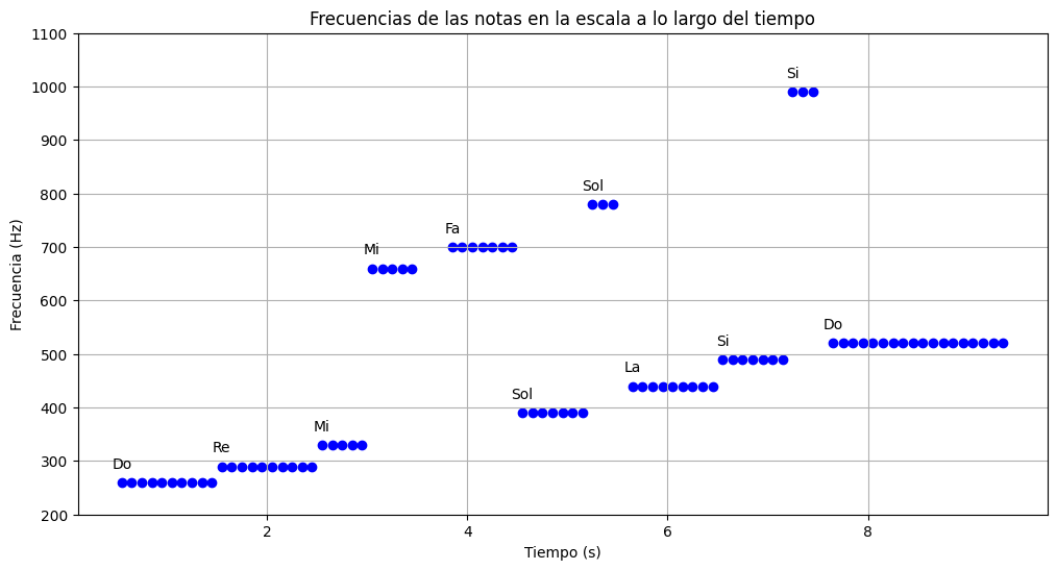 Frecuencias de las notas en la escala a lo largo del tiempo
1100
1000
900
800
700
600
500
400
300
200
Frecuencia (Hz)
Do
Re
Mi
Mi
Fa
Sol
Sol
La
Si
Si
Do
2
4
6
8
Tiempo (s)